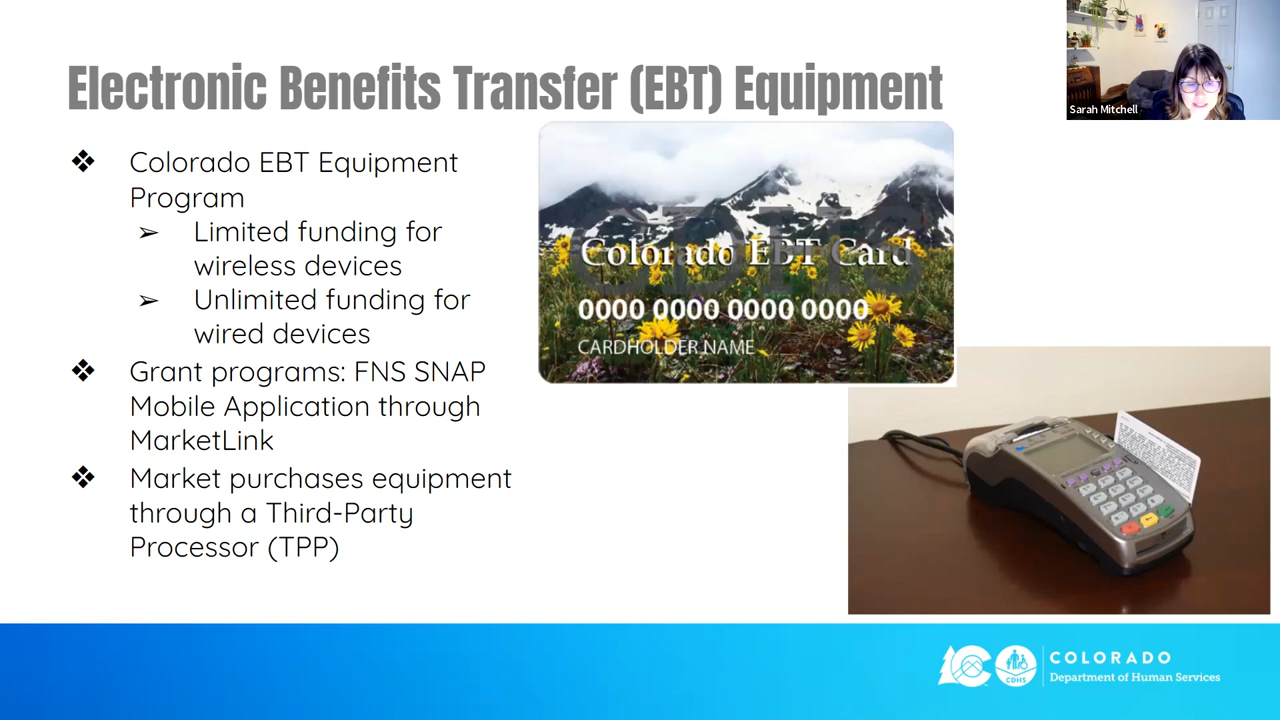 Electronic Benefits Transfer (EBT) Equipment
Sarah Mitchell
❖ Colorado EBT Equipment
Program
➢ Limited funding for
wireless devices
➢ Unlimited funding for
wired devices
❖ Grant programs: FNS SNAP
Mobile Application through
MarketLink
❖ Market purchases equipment
through a Third-Party
Processor (TPP)
CDHS
Colorado EBT Card
0000 0000 0000 0000
CARDHOLDER NAME
CDHS
COLORADO
Department of Human Services